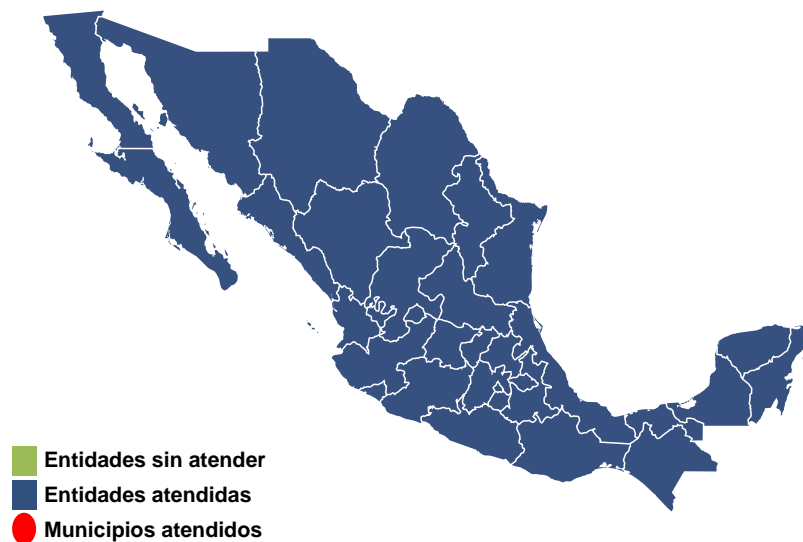 Entidades sin atender
Entidades atendidas
Municipios atendidos